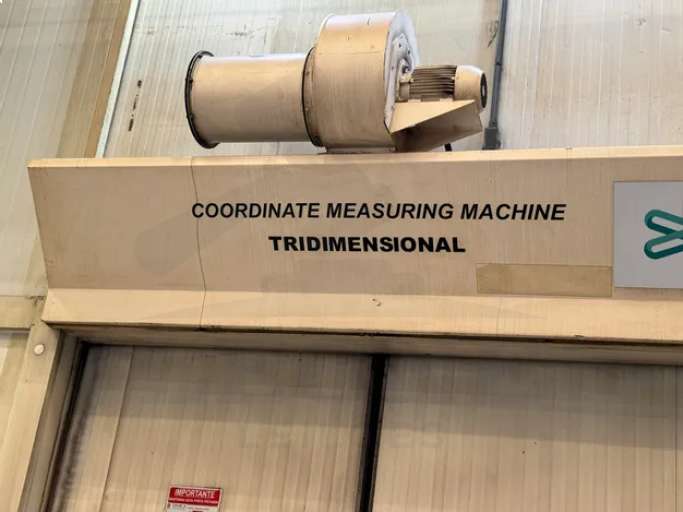 COORDINATE MEASURING MACHINE
TRIDIMENSIONAL
IMPORTANTE